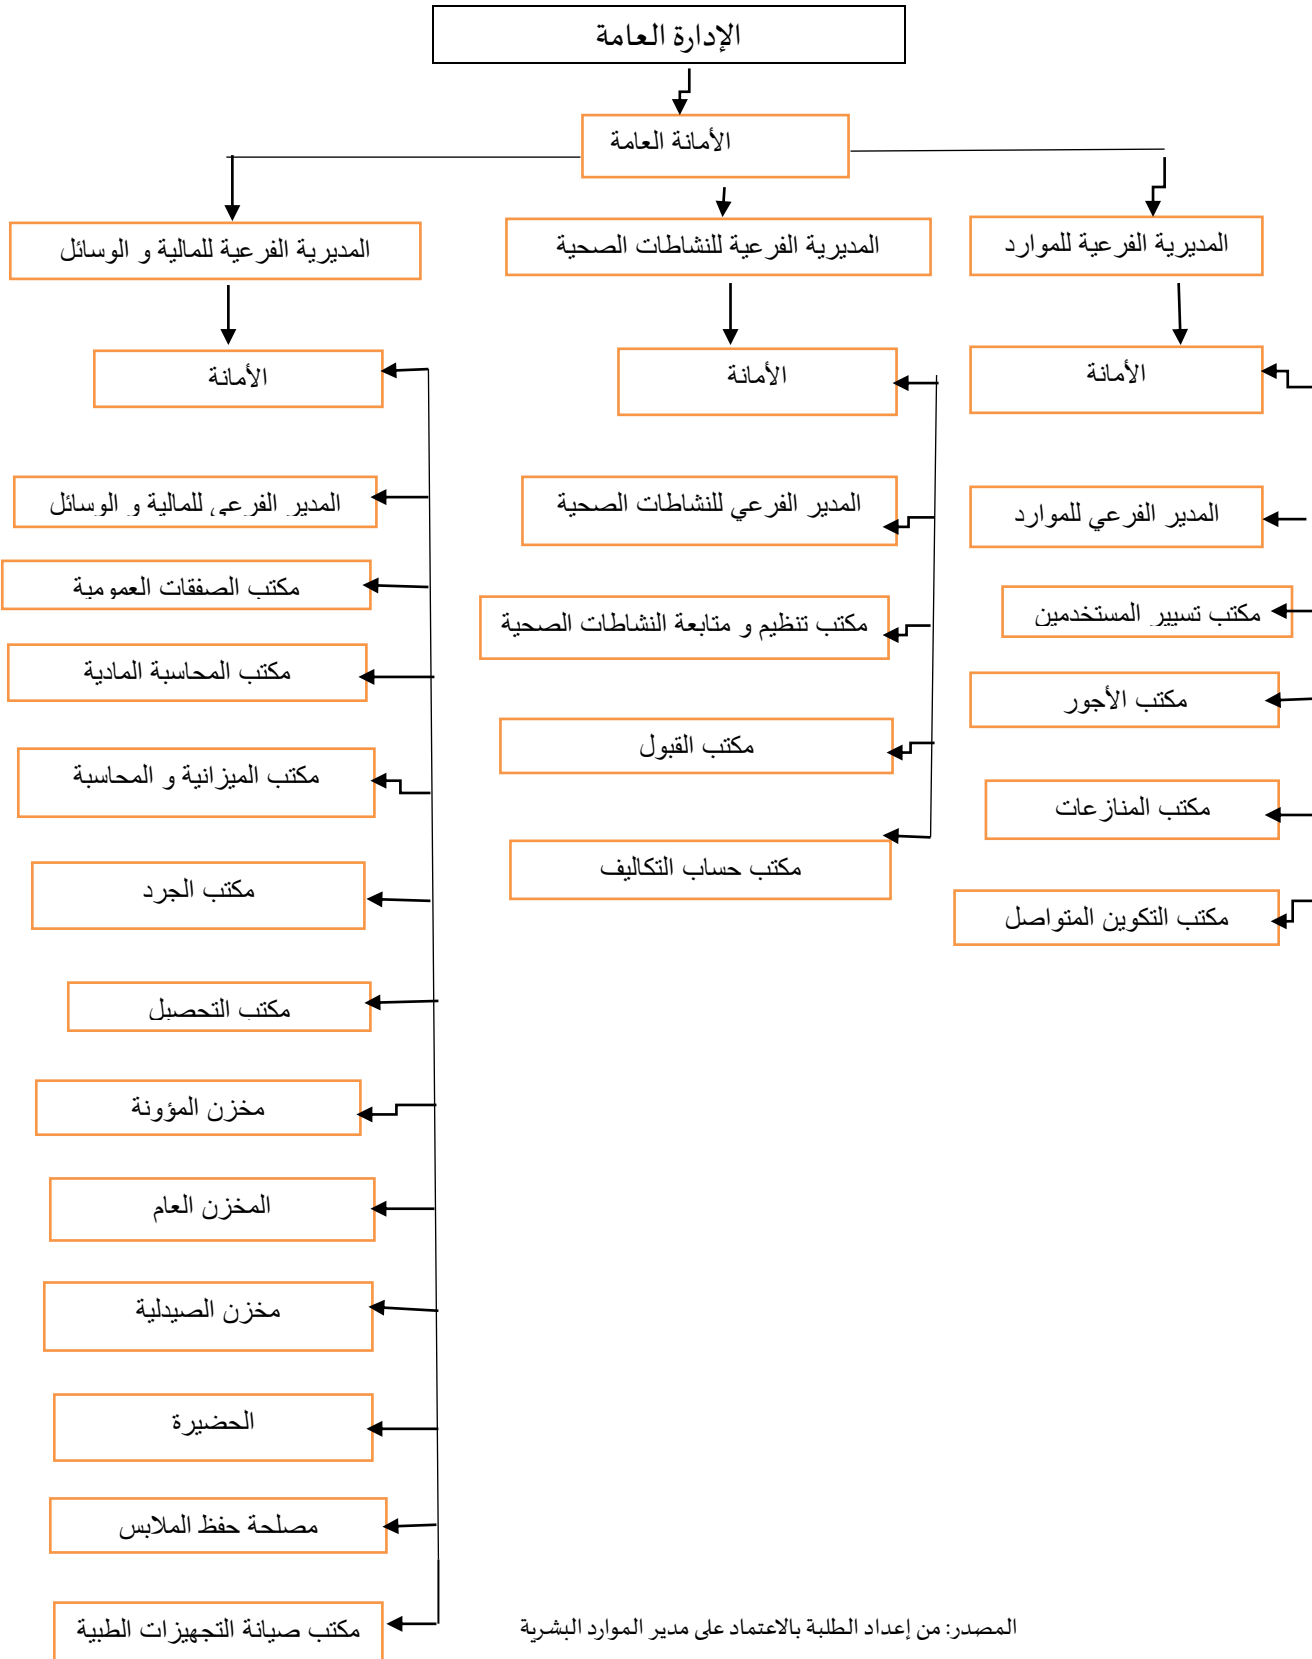 الإدارة العامة
الأمانة العامة
المديرية الفرعية للموارد
المديرية الفرعية للنشاطات الصحية
المديرية الفرعية للمالية و الوسائل
الأمانة
المدير الفرعي للموارد
مكتب تسيير المستخدمين
مكتب الأجور
مكتب المنازعات
مكتب التكوين المتواصل
الأمانة
المدير الفرعي للنشاطات الصحية
مكتب تنظيم و متابعة النشاطات الصحية
مكتب القبول
مكتب حساب التكاليف
الأمانة
المدير الفرعي للمالية و الوسائل
مكتب الصفقات العمومية
مكتب المحاسبة المادية
مكتب الميزانية و المحاسبة
مكتب الجرد
مكتب التحصيل
مخزن المؤونة
المخزن العام
مخزن الصيدلية
الحضيرة
مصلحة حفظ الملابس
مكتب صيانة التجهيزات الطبية
المصدر: من إعداد الطلبة بالاعتماد على مدير الموارد البشرية